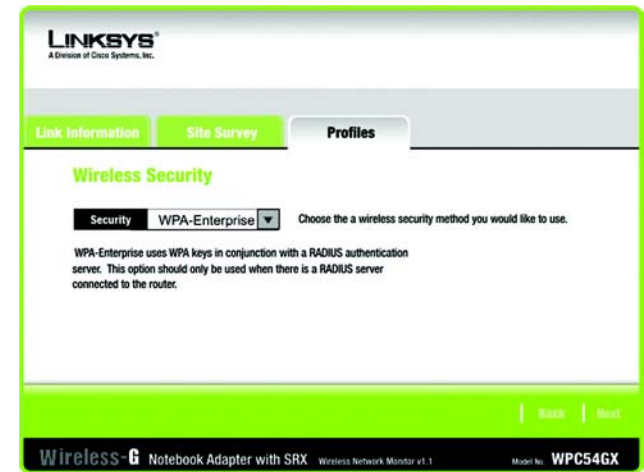 LINKSYS®
A Division of Cisco Systems, Inc.
Link Information Site Survey Profiles
Wireless Security
Security WPA-Enterprise Choose the a wireless security method you would like to use.
WPA-Enterprise uses WPA keys in conjunction with a RADIUS authentication
server. This option should only be used when there is a RADIUS server
connected to the router.
Back Next
Wireless-G Notebook Adapter with SRX Wireless Network Monitor v1.1 Model No. WPC54GX